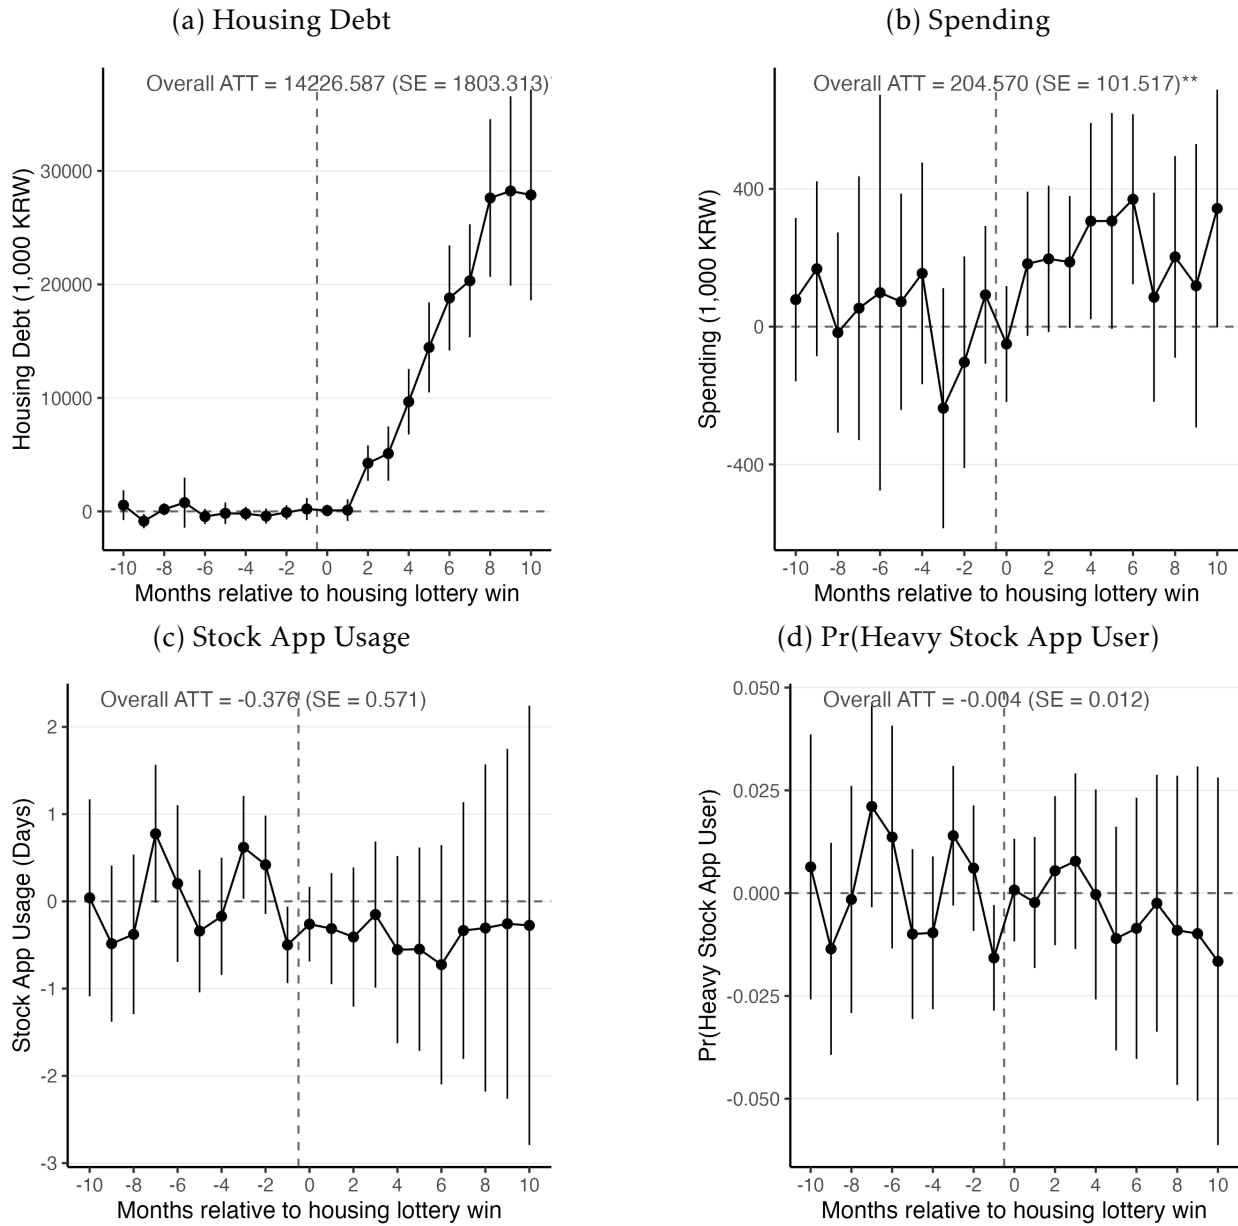 (a) Housing Debt
Overall ATT = 14226.587 (SE = 1803.313)
Housing Debt (1,000 KRW)
30000
20000
10000
0
-10 -8 -6 -4 -2 0 2 4 6 8 10
Months relative to housing lottery win
(b) Spending
Overall ATT = 204.570 (SE = 101.517)**
Spending (1,000 KRW)
400
0
-400
-10 -8 -6 -4 -2 0 2 4 6 8 10
Months relative to housing lottery win
(c) Stock App Usage
Overall ATT = -0.376 (SE = 0.571)
Stock App Usage (Days)
2
1
0
-1
-2
-3
-10 -8 -6 -4 -2 0 2 4 6 8 10
Months relative to housing lottery win
(d) Pr(Heavy Stock App User)
Overall ATT = -0.004 (SE = 0.012)
Pr(Heavy Stock App User)
0.050
0.025
0.000
-0.025
-0.050
-10 -8 -6 -4 -2 0 2 4 6 8 10
Months relative to housing lottery win